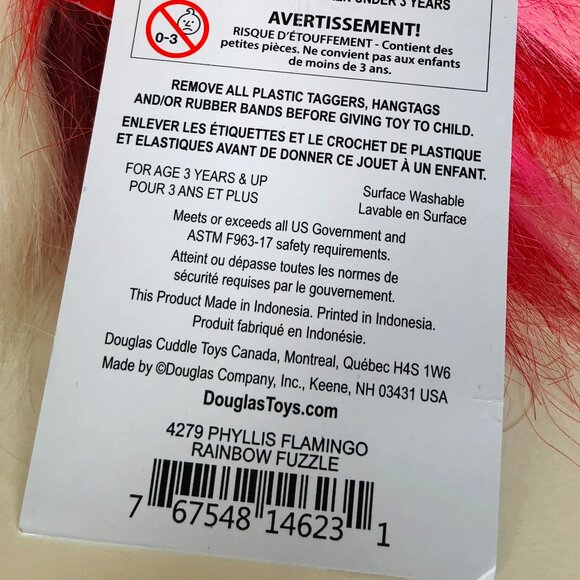 UNDER 3 YEARS
0-3
AVERTISSEMENT!
RISQUE D'ÉTOUFFEMENT - Contient des
petites pièces. Ne convient pas aux enfants
de moins de 3 ans.
REMOVE ALL PLASTIC TAGGERS, HANGTAGS
AND/OR RUBBER BANDS BEFORE GIVING TOY TO CHILD.
ENLEVER LES ÉTIQUETTES ET LE CROCHET DE PLASTIQUE
ET ELASTIQUES AVANT DE DONNER CE JOUET À UN ENFANT.
FOR AGE 3 YEARS & UP
POUR 3 ANS ET PLUS
Surface Washable
Lavable en Surface
Meets or exceeds all US Government and
ASTM F963-17 safety requirements.
Atteint ou dépasse toutes les normes de
sécurité requises par le gouvernement.
This Product Made in Indonesia. Printed in Indonesia.
Produit fabriqué en Indonésie.
Douglas Cuddle Toys Canada, Montreal, Québec H4S 1W6
Made by ©Douglas Company, Inc., Keene, NH 03431 USA
DouglasToys.com
4279 PHYLLIS FLAMINGO
RAINBOW FUZZLE
7 67548 14623 1